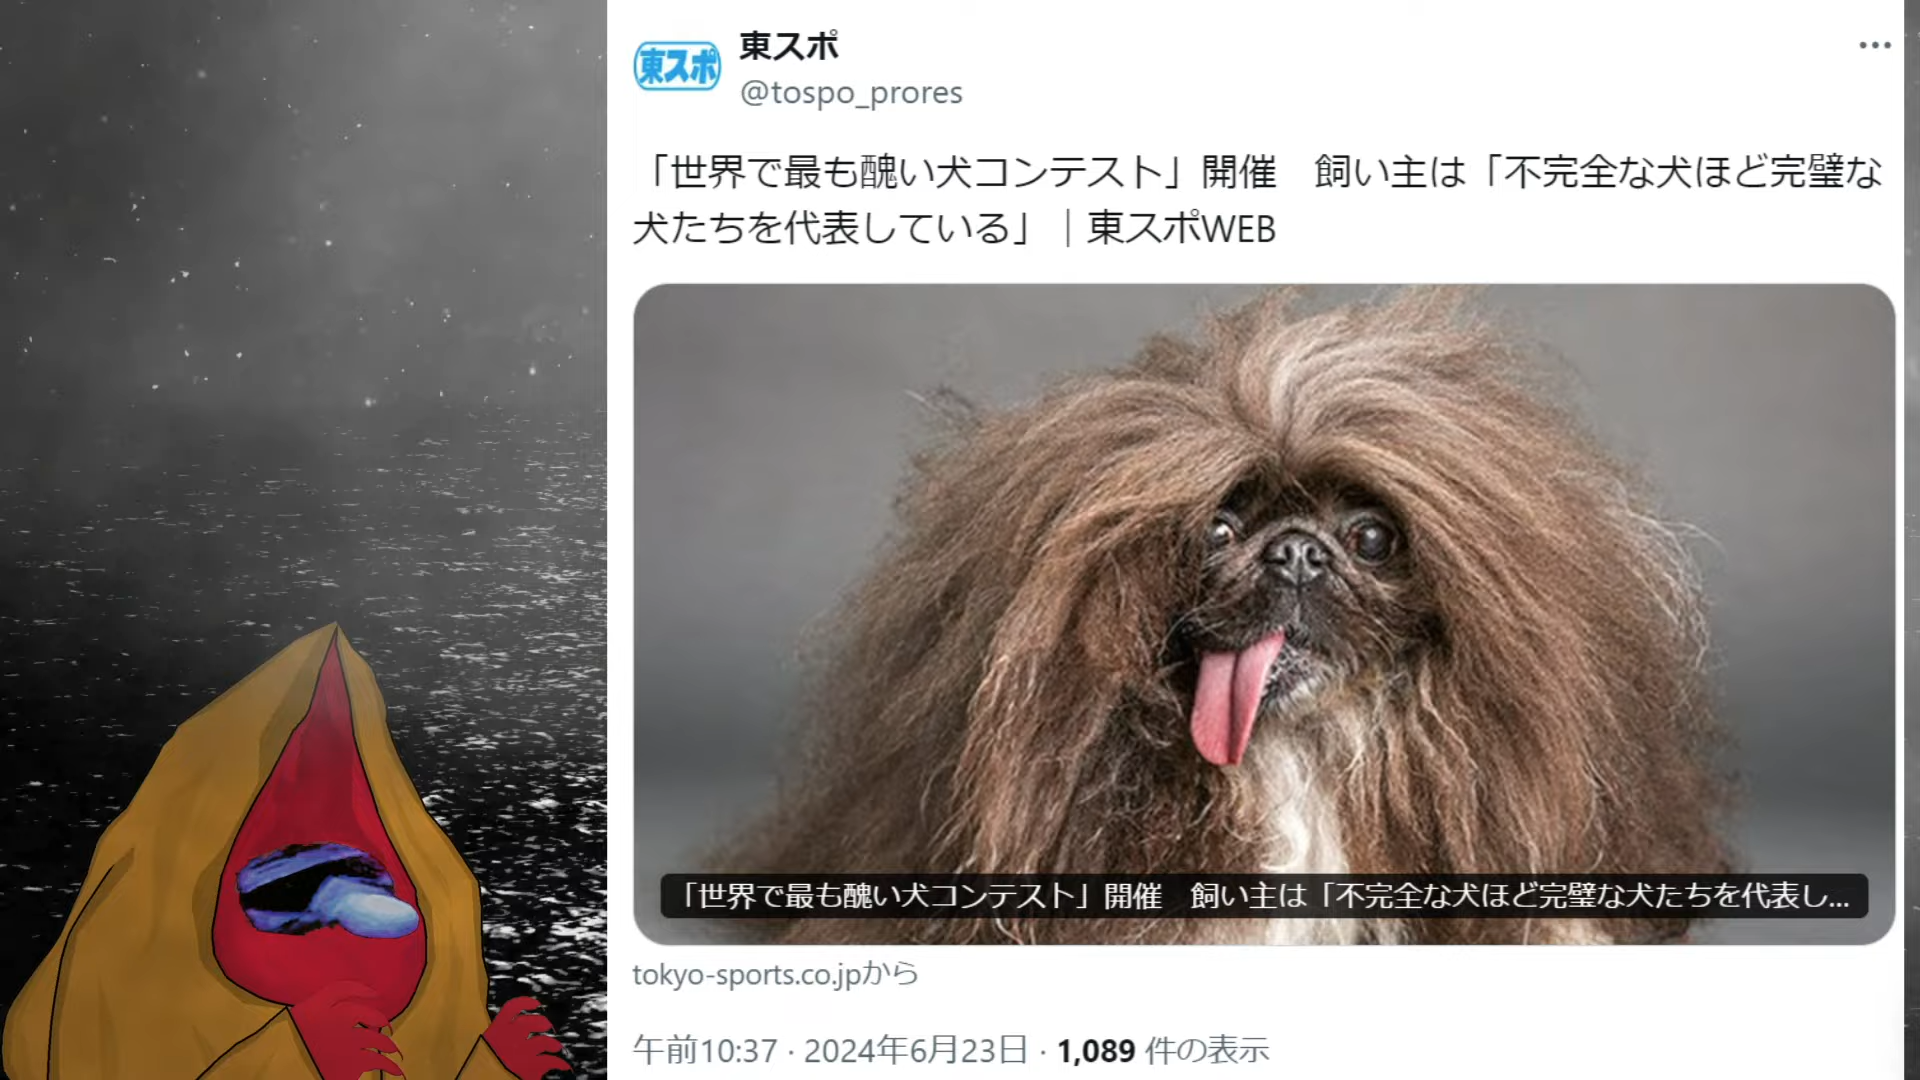 東スポ
東スポ
@tospo_prores
「世界で最も醜い犬コンテスト」開催　飼い主は「不完全な犬ほど完璧な
犬たちを代表している」｜東スポWEB
「世界で最も醜い犬コンテスト」開催　飼い主は「不完全な犬ほど完璧な犬たちを代表し...
tokyo-sports.co.jpから
午前10:37 · 2024年6月23日 · 1,089 件の表示